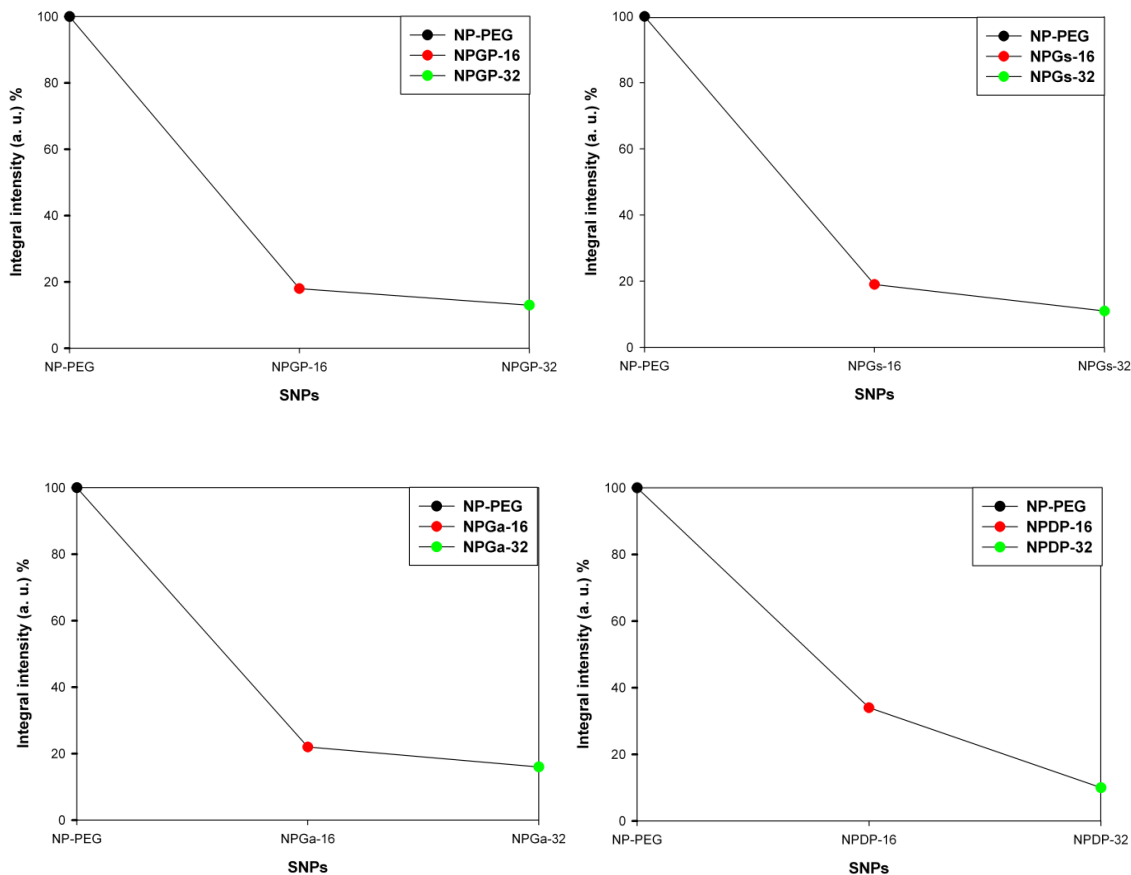 Integral intensity (a. u.) %
100
80
60
40
20
0
NP-PEG
NPGP-16
NPGP-32
NP-PEG
NPGP-16
NPGP-32
SNPs
Integral intensity (a. u.) %
100
80
60
40
20
0
NP-PEG
NPGs-16
NPGs-32
NP-PEG
NPGs-16
NPGs-32
SNPs
Integral intensity (a. u.) %
100
80
60
40
20
0
NP-PEG
NPGa-16
NPGa-32
NP-PEG
NPGa-16
NPGa-32
SNPs
Integral intensity (a. u.) %
100
80
60
40
20
0
NP-PEG
NPDP-16
NPDP-32
NP-PEG
NPDP-16
NPDP-32
SNPs